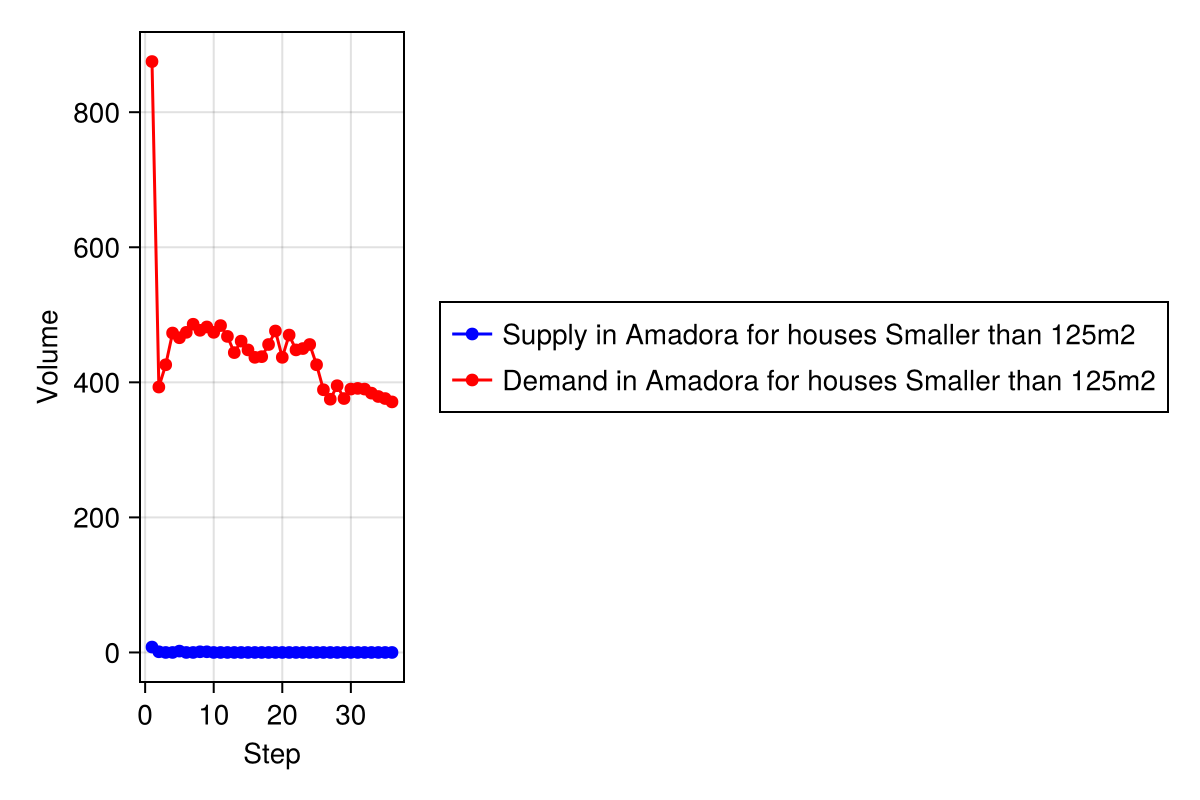 800
600
400
200
0
Volume
0 10 20 30
Step
Supply in Amadora for houses Smaller than 125m2
Demand in Amadora for houses Smaller than 125m2